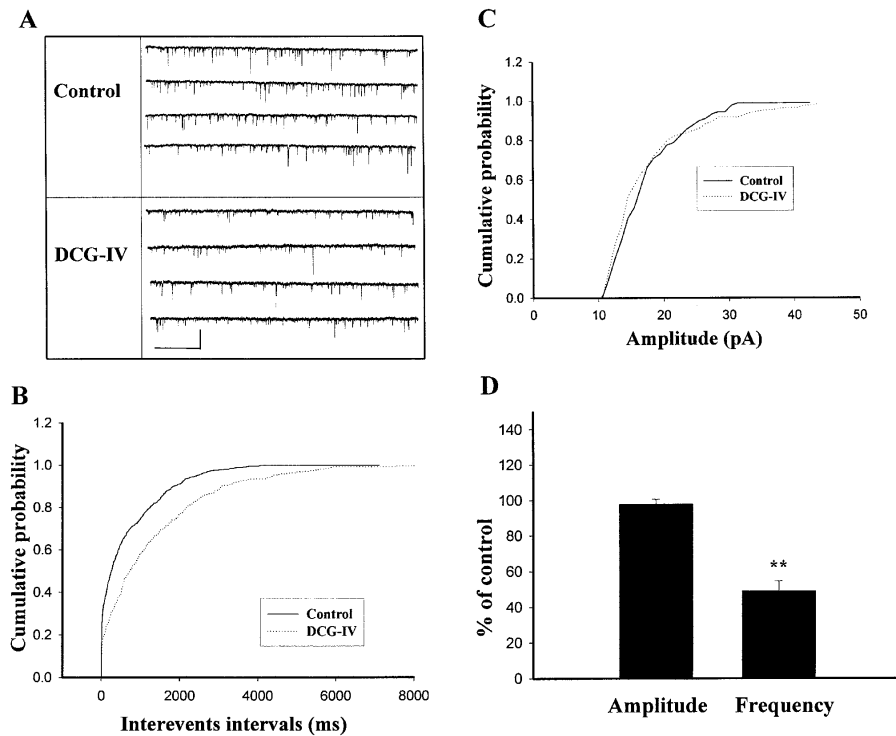 A
Control
DCG-IV
B
1.2
1.0
0.8
0.6
0.4
0.2
0.0
Cumulative probability
Control
DCG-IV
0
2000
4000
6000
8000
Interevents intervals (ms)
C
1.2
1.0
0.8
0.6
0.4
0.2
0.0
Cumulative probability
Control
DCG-IV
0
10
20
30
40
50
Amplitude (pA)
D
140
120
100
80
60
40
20
0
% of control
**
Amplitude
Frequency